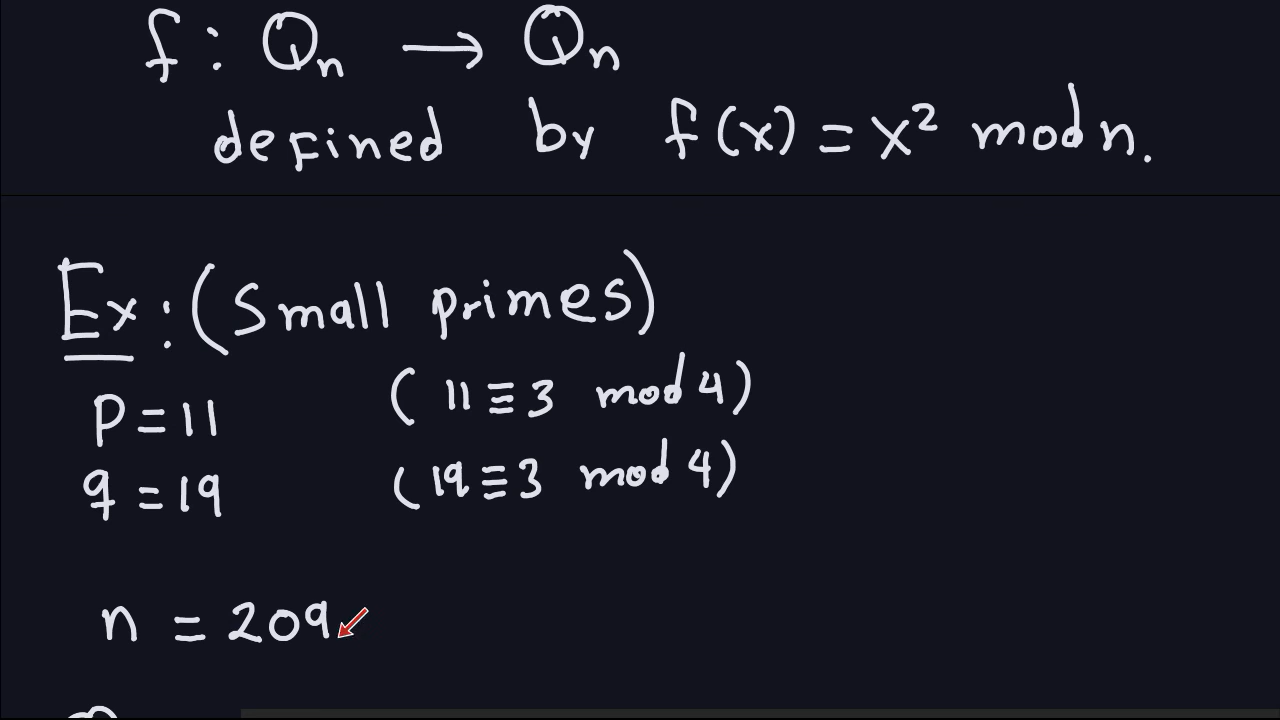 f: Qₙ → Qₙ
defined by f(x) = x² mod n.
Ex: (Small primes)
p = 11 (11 ≡ 3 mod 4)
q = 19 (19 ≡ 3 mod 4)
n = 209